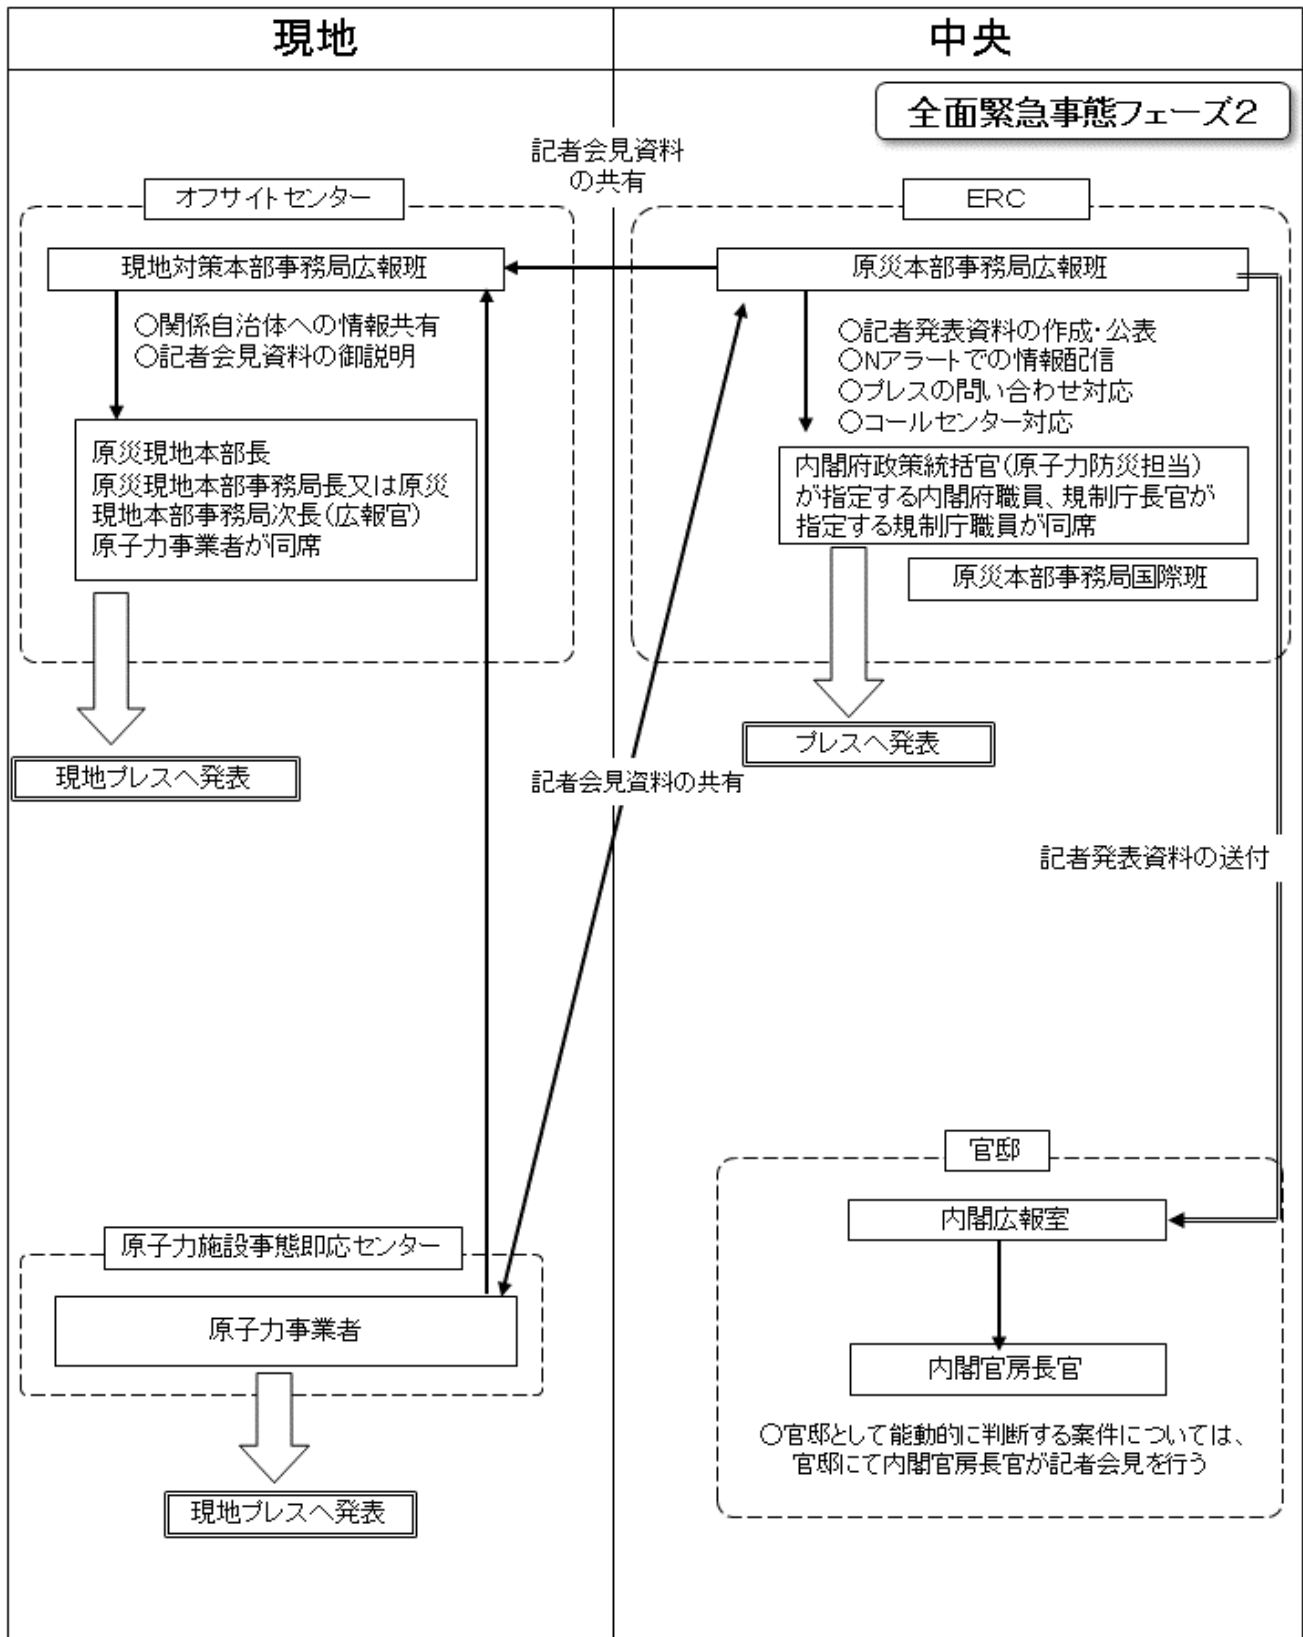 現地
中央
全面緊急事態フェーズ2
記者会見資料
の共有
オフサイトセンター
ERC
現地対策本部事務局広報班
原災本部事務局広報班
○関係自治体への情報共有
○記者会見資料の御説明
○記者発表資料の作成・公表
○Nアラートでの情報配信
○プレスの問い合わせ対応
○コールセンター対応
原災現地本部長
原災現地本部事務局長又は原災
現地本部事務局次長(広報官)
原子力事業者が同席
内閣府政策統括官(原子力防災担当)
が指定する内閣府職員、規制庁長官が
指定する規制庁職員が同席
原災本部事務局国際班
現地プレスへ発表
プレスへ発表
記者会見資料の共有
記者発表資料の送付
官邸
内閣広報室
原子力施設事態即応センター
原子力事業者
内閣官房長官
○官邸として能動的に判断する案件については、
官邸にて内閣官房長官が記者会見を行う
現地プレスへ発表